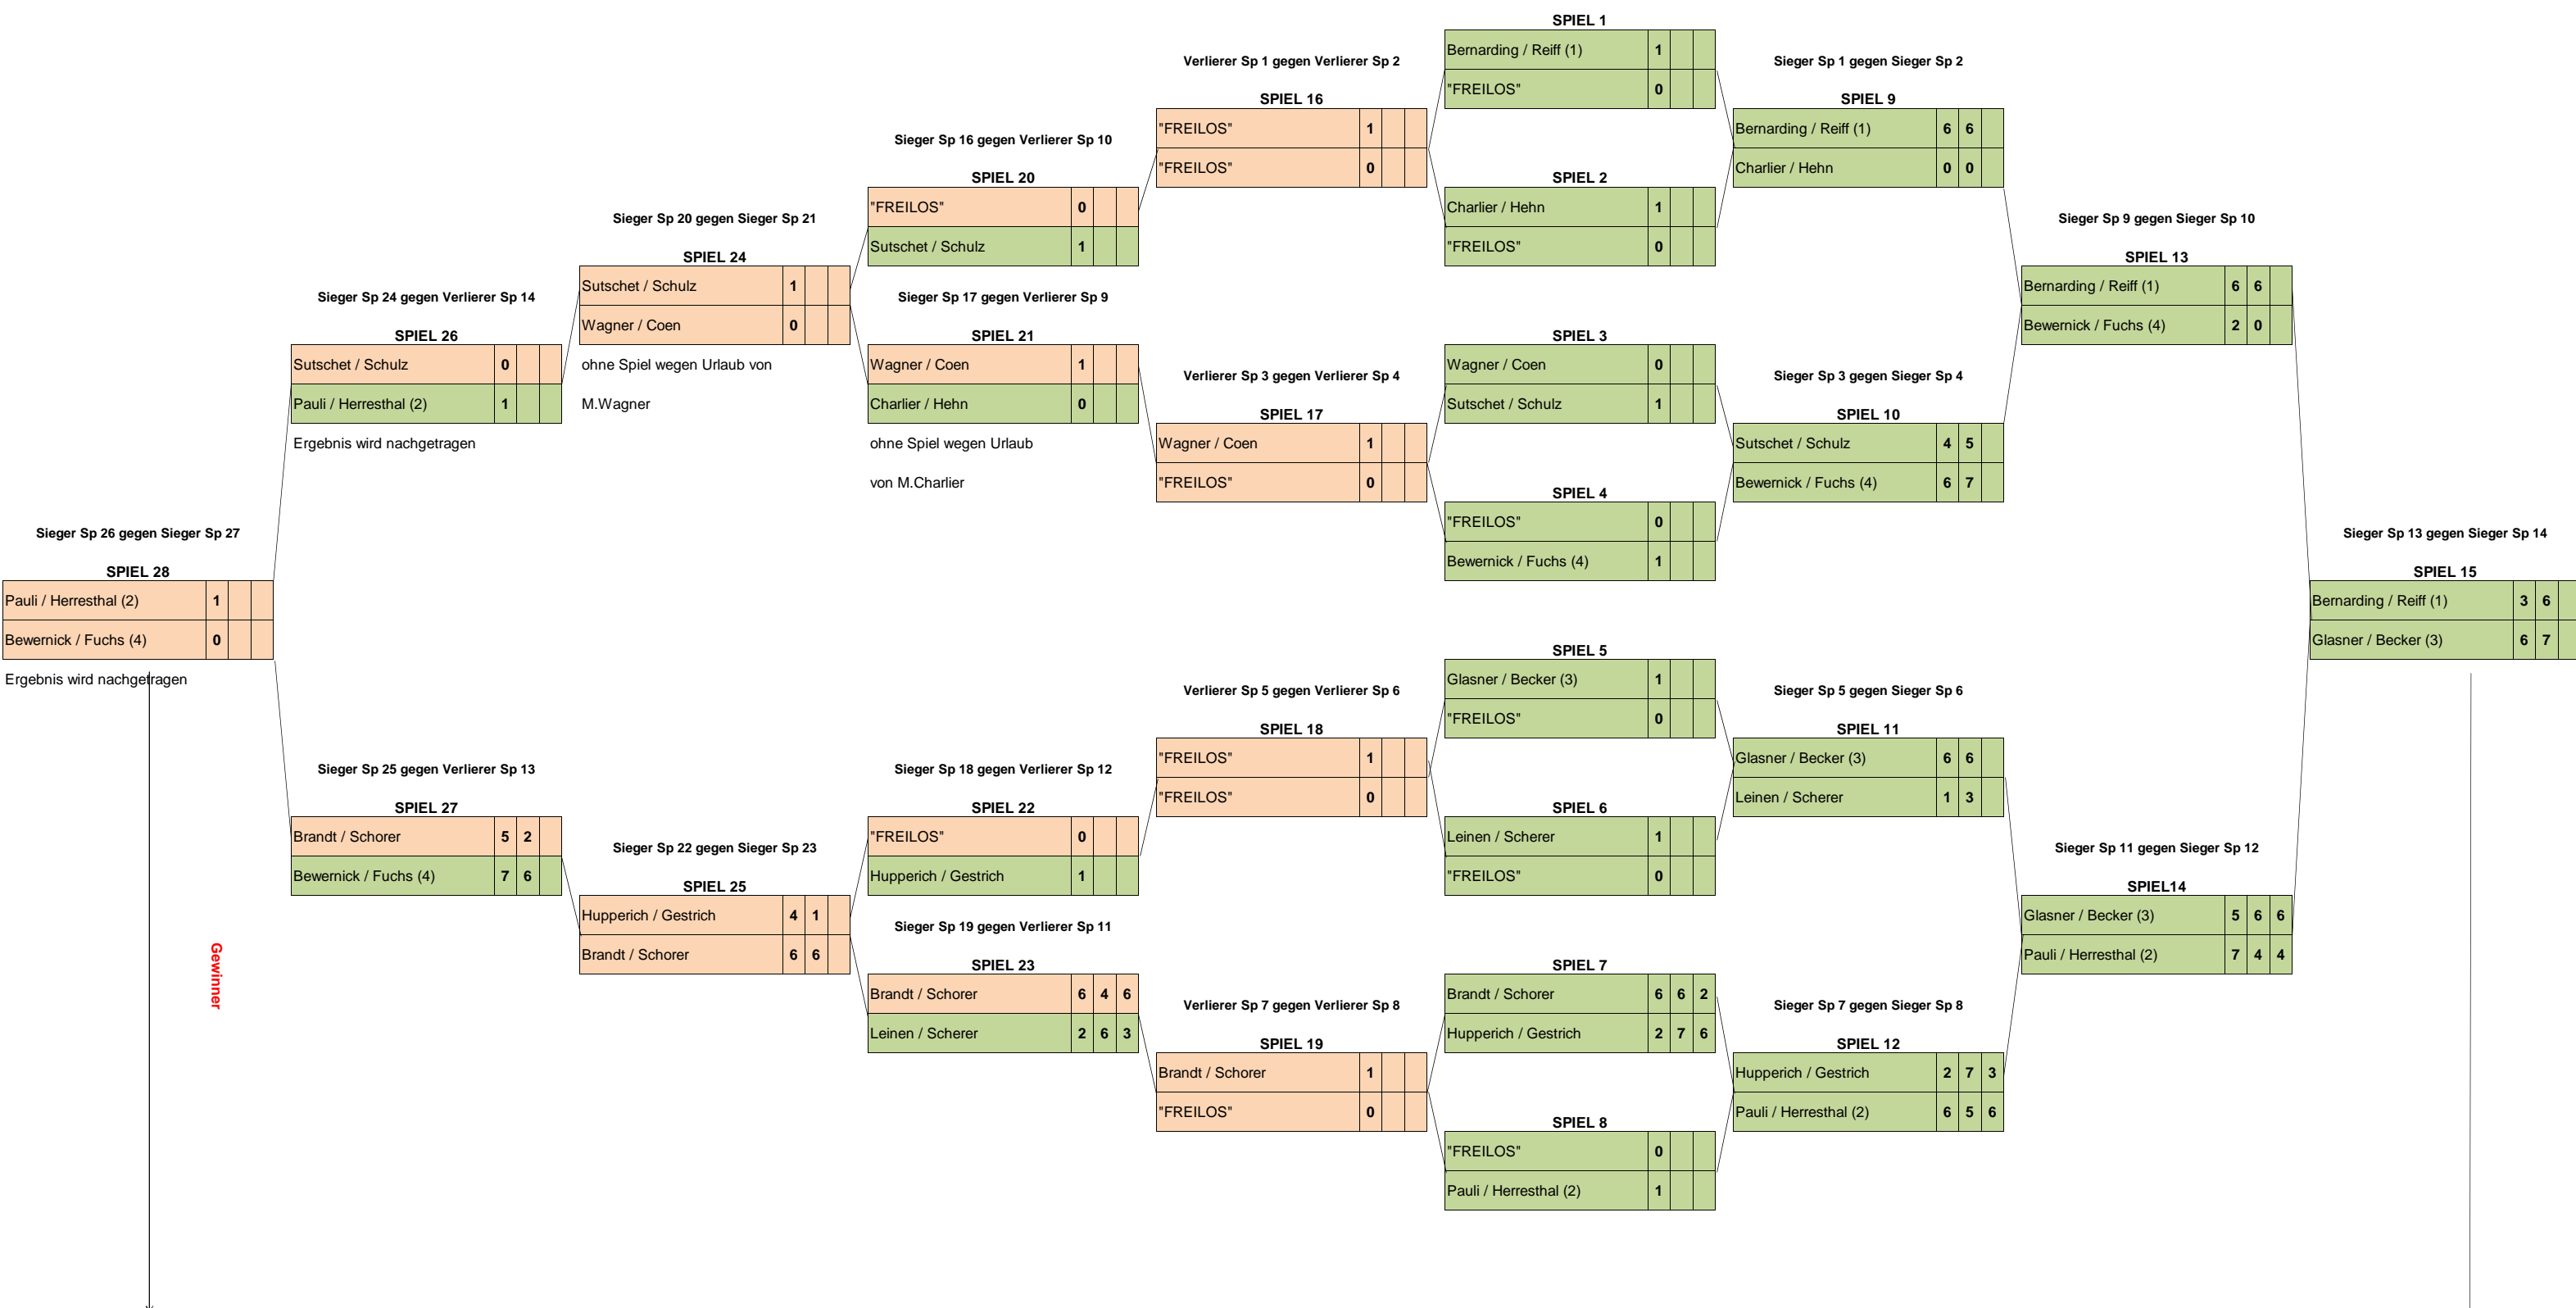 SPIEL 1
Bernarding / Reiff (1) 1
Verlierer Sp 1 gegen Verlierer Sp 2
Sieger Sp 1 gegen Sieger Sp 2
"FREILOS" 0
SPIEL 16
SPIEL 9
"FREILOS" 1
Bernarding / Reiff (1) 6 6
Sieger Sp 16 gegen Verlierer Sp 10
"FREILOS" 0
Charlier / Hehn 0 0
SPIEL 20
SPIEL 2
"FREILOS" 0
Charlier / Hehn 1
Sieger Sp 20 gegen Sieger Sp 21
Sieger Sp 9 gegen Sieger Sp 10
Sutschet / Schulz 1
"FREILOS" 0
SPIEL 24
SPIEL 13
Sutschet / Schulz 1
Bernarding / Reiff (1) 6 6
Sieger Sp 24 gegen Verlierer Sp 14
Sieger Sp 17 gegen Verlierer Sp 9
Wagner / Coen 0
Bewernick / Fuchs (4) 2 0
SPIEL 26
SPIEL 21
SPIEL 3
Sutschet / Schulz 0
ohne Spiel wegen Urlaub von
Wagner / Coen 1
Wagner / Coen 0
Verlierer Sp 3 gegen Verlierer Sp 4
Sieger Sp 3 gegen Sieger Sp 4
Pauli / Herresthal (2) 1
M.Wagner
Charlier / Hehn 0
Sutschet / Schulz 1
SPIEL 17
SPIEL 10
Ergebnis wird nachgetragen
ohne Spiel wegen Urlaub
Wagner / Coen 1
Sutschet / Schulz 4 5
von M.Charlier
"FREILOS" 0
Bewernick / Fuchs (4) 6 7
SPIEL 4
"FREILOS" 0
Sieger Sp 26 gegen Sieger Sp 27
Sieger Sp 13 gegen Sieger Sp 14
Bewernick / Fuchs (4) 1
SPIEL 28
SPIEL 15
Pauli / Herresthal (2) 1
Bernarding / Reiff (1) 3 6
Bewernick / Fuchs (4) 0
Glasner / Becker (3) 6 7
SPIEL 5
Ergebnis wird nachgetragen
Glasner / Becker (3) 1
Verlierer Sp 5 gegen Verlierer Sp 6
Sieger Sp 5 gegen Sieger Sp 6
"FREILOS" 0
SPIEL 18
SPIEL 11
"FREILOS" 1
Glasner / Becker (3) 6 6
Sieger Sp 25 gegen Verlierer Sp 13
Sieger Sp 18 gegen Verlierer Sp 12
"FREILOS" 0
Leinen / Scherer 1 3
SPIEL 27
SPIEL 22
SPIEL 6
Brandt / Schorer 5 2
"FREILOS" 0
Leinen / Scherer 1
Sieger Sp 22 gegen Sieger Sp 23
Sieger Sp 11 gegen Sieger Sp 12
Bewernick / Fuchs (4) 7 6
Hupperich / Gestrich 1
"FREILOS" 0
SPIEL 25
SPIEL14
Hupperich / Gestrich 4 1
Glasner / Becker (3) 5 6 6
Sieger Sp 19 gegen Verlierer Sp 11
Brandt / Schorer 6 6
Pauli / Herresthal (2) 7 4 4
Gewinner
SPIEL 23
SPIEL 7
Brandt / Schorer 6 4 6
Brandt / Schorer 6 6 2
Verlierer Sp 7 gegen Verlierer Sp 8
Sieger Sp 7 gegen Sieger Sp 8
Leinen / Scherer 2 6 3
Hupperich / Gestrich 2 7 6
SPIEL 19
SPIEL 12
Brandt / Schorer 1
Hupperich / Gestrich 2 7 3
"FREILOS" 0
Pauli / Herresthal (2) 6 5 6
SPIEL 8
"FREILOS" 0
Pauli / Herresthal (2) 1